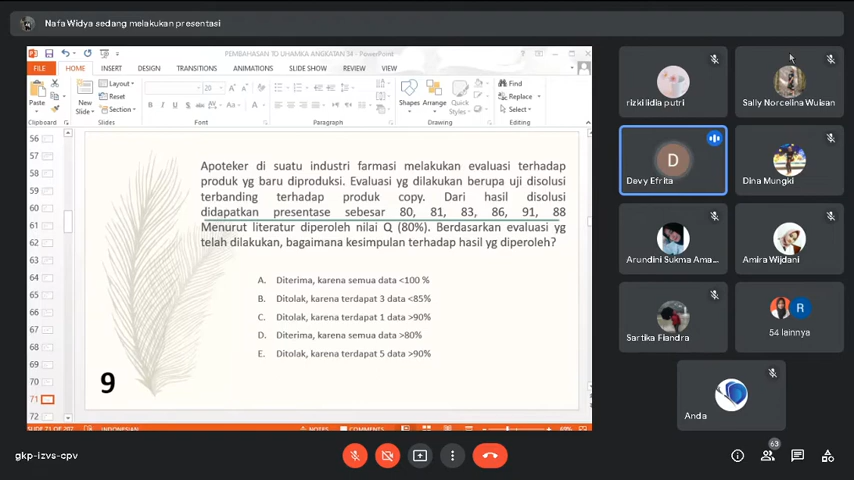 Nafa Widya sedang melakukan presentasi
PEMBAHASAN TO UHAMKA ANGKATAN 54 - PowerPoint
FILE HOME INSERT DESIGN TRANSITIONS ANIMATIONS SLIDE SHOW REVIEW VIEW
Paste
New Slide
Layout
Reset
Section
Shapes
Arrange
Quick Styles
Find
Replace
Select
Clipboard Slides Font Paragraph Drawing Editing
56
57
58
59
60
61
62
63
64
65
66
67
68
69
70
71
72
Apoteker di suatu industri farmasi melakukan evaluasi terhadap
produk yg baru diproduksi. Evaluasi yg dilakukan berupa uji disolusi
terbanding terhadap produk copy. Dari hasil disolusi
didapatkan presentase sebesar 80, 81, 83, 86, 91, 88
Menurut literatur diperoleh nilai Q (80%). Berdasarkan evaluasi yg
telah dilakukan, bagaimana kesimpulan terhadap hasil yg diperoleh?
A. Diterima, karena semua data <100 %
B. Ditolak, karena terdapat 3 data <85%
C. Ditolak, karena terdapat 1 data >90%
D. Diterima, karena semua data >80%
E. Ditolak, karena terdapat 5 data >90%
9
SLIDE 71 OF 207 INDONESIAN NOTES COMMENTS 69%
rizki lidia putri
Sally Norcelina Wuisan
D
Devy Efrita
Dina Mungki
Arundini Sukma Ama...
Amira Wijdani
Sartika Fiandra
R
54 lainnya
Anda
gkp-izvs-cpv
63